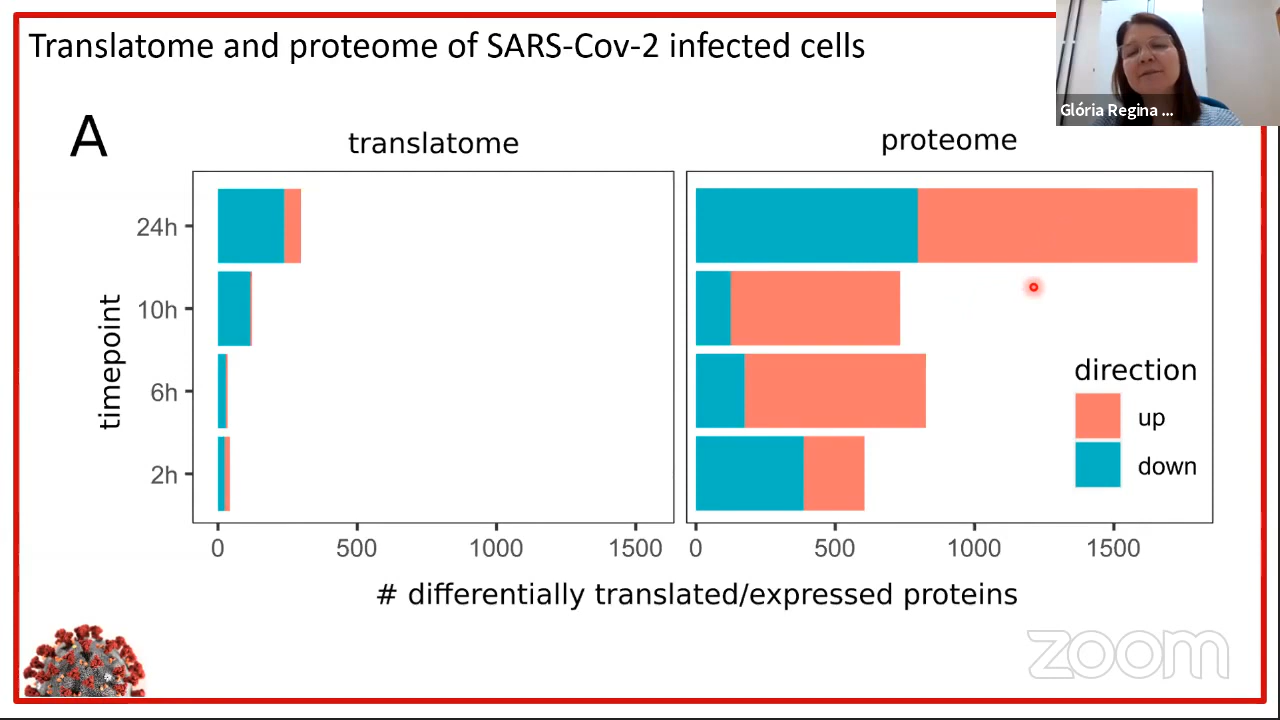 Translatome and proteome of SARS-Cov-2 infected cells
Glória Regina ...
A
translatome
proteome
24h
10h
6h
2h
timepoint
direction
up
down
0 500 1000 1500
0 500 1000 1500
# differentially translated/expressed proteins
zoom